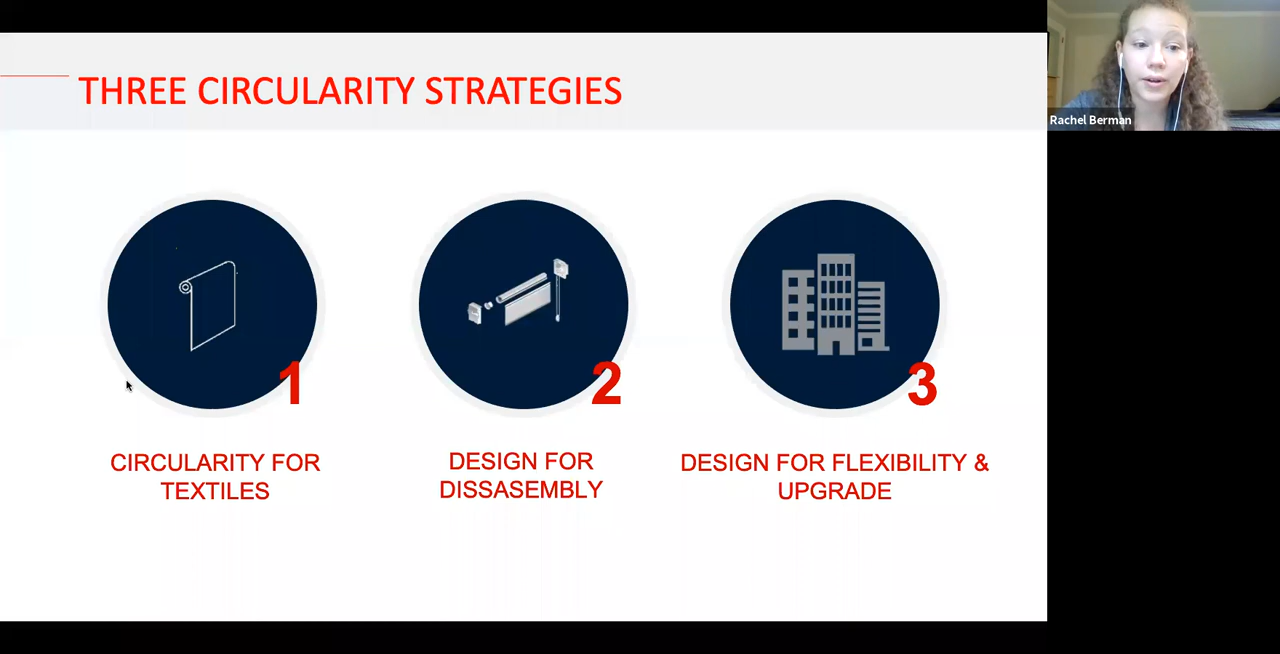 THREE CIRCULARITY STRATEGIES
Rachel Berman
1
2
3
CIRCULARITY FOR
TEXTILES
DESIGN FOR
DISSASEMBLY
DESIGN FOR FLEXIBILITY &
UPGRADE